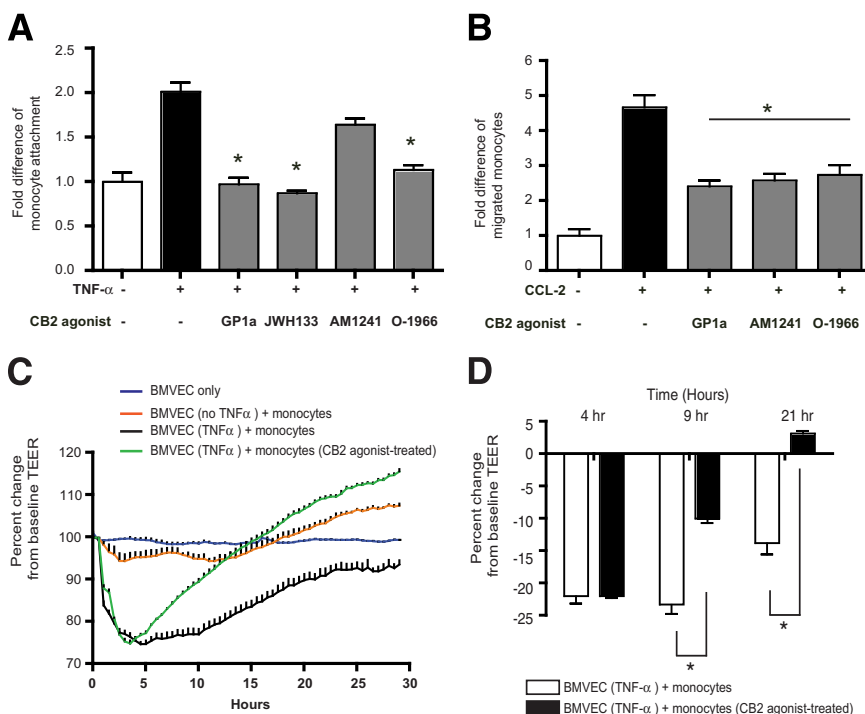 A
Fold difference of
monocyte attachment
2.5
2.0
1.5
1.0
0.5
0.0
* * *
TNF-α - + + + + +
CB2 agonist - - GP1a JWH133 AM1241 O-1966
B
Fold difference of
migrated monocytes
6
5
4
3
2
1
0
*
CCL-2 - + + + +
CB2 agonist - - GP1a AM1241 O-1966
C
BMVEC only
BMVEC (no TNFα ) + monocytes
BMVEC (TNFα ) + monocytes
BMVEC (TNFα ) + monocytes (CB2 agonist-treated)
Percent change
from baseline TEER
120
110
100
90
80
70
0 5 10 15 20 25 30
Hours
D
Time (Hours)
4 hr 9 hr 21 hr
Percent change
from baseline TEER
5
0
-5
-10
-15
-20
-25
*
*
BMVEC (TNF-α ) + monocytes
BMVEC (TNF-α ) + monocytes (CB2 agonist-treated)